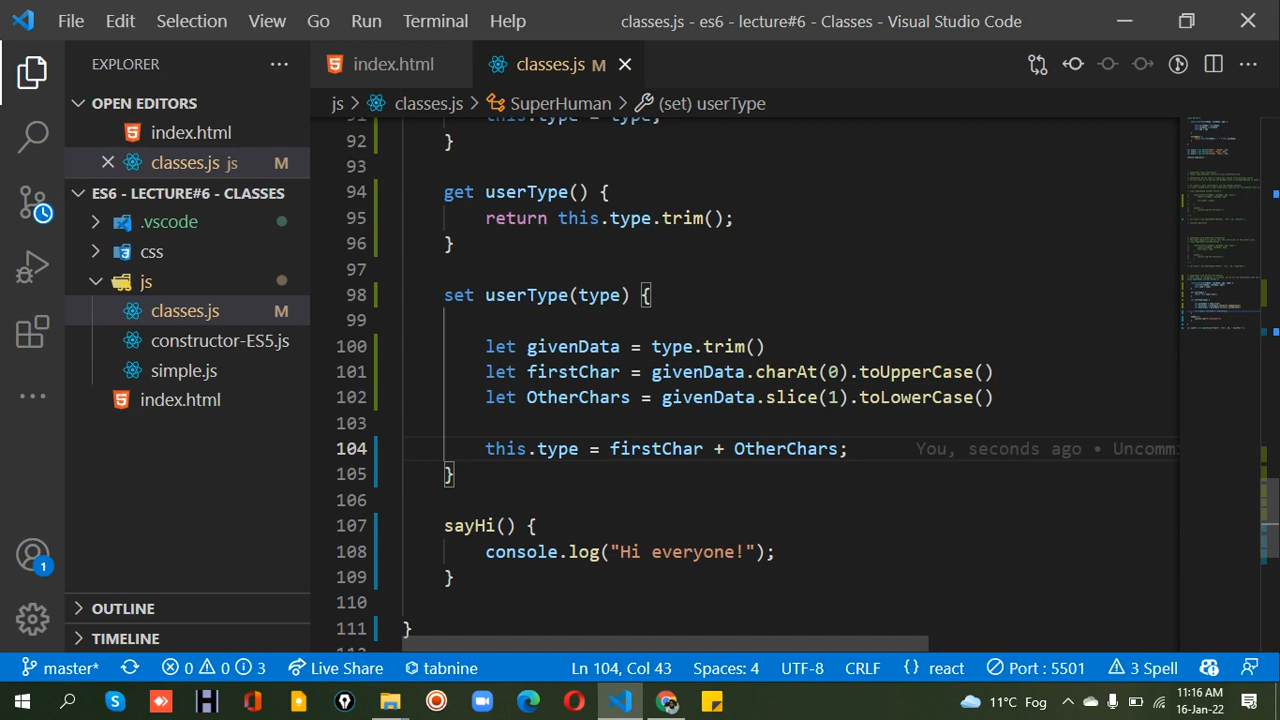 File Edit Selection View Go Run Terminal Help classes.js - es6 - lecture#6 - Classes - Visual Studio Code
EXPLORER
OPEN EDITORS
index.html
classes.js js M
ES6 - LECTURE#6 - CLASSES
.vscode
css
js
classes.js M
constructor-ES5.js
simple.js
index.html
OUTLINE
TIMELINE
1
index.html classes.js M
js > classes.js > SuperHuman > (set) userType
91 this.type = type;
92 }
93
94 get userType() {
95 return this.type.trim();
96 }
97
98 set userType(type) {
99
100 let givenData = type.trim()
101 let firstChar = givenData.charAt(0).toUpperCase()
102 let OtherChars = givenData.slice(1).toLowerCase()
103
104 this.type = firstChar + OtherChars; You, seconds ago • Uncommi
105 }
106
107 sayHi() {
108 console.log("Hi everyone!");
109 }
110
111 }
master* 0 0 3 Live Share tabnine Ln 104, Col 43 Spaces: 4 UTF-8 CRLF {} react Port : 5501 3 Spell
11°C Fog 11:16 AM
16-Jan-22